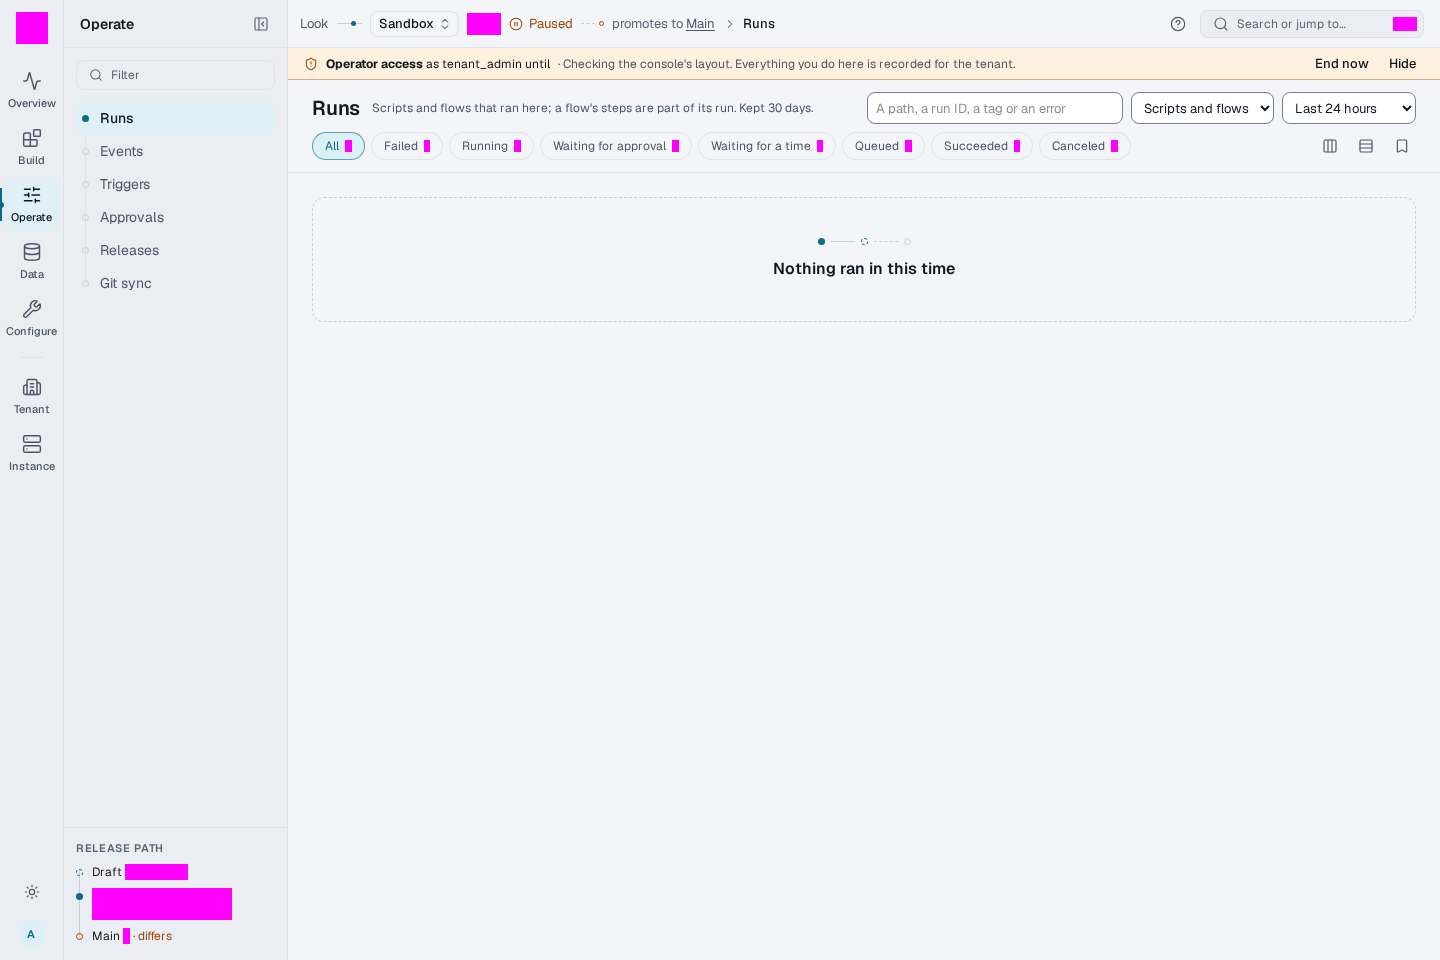 Operate
Look
Sandbox
Paused
promotes to Main
Runs
Search or jump to...
Operator access as tenant_admin until · Checking the console's layout. Everything you do here is recorded for the tenant.
End now
Hide
Overview
Build
Operate
Data
Configure
Tenant
Instance
A
Filter
Runs
Events
Triggers
Approvals
Releases
Git sync
RELEASE PATH
Draft
Main · differs
Runs
Scripts and flows that ran here; a flow's steps are part of its run. Kept 30 days.
A path, a run ID, a tag or an error
Scripts and flows
Last 24 hours
All
Failed
Running
Waiting for approval
Waiting for a time
Queued
Succeeded
Canceled
Nothing ran in this time